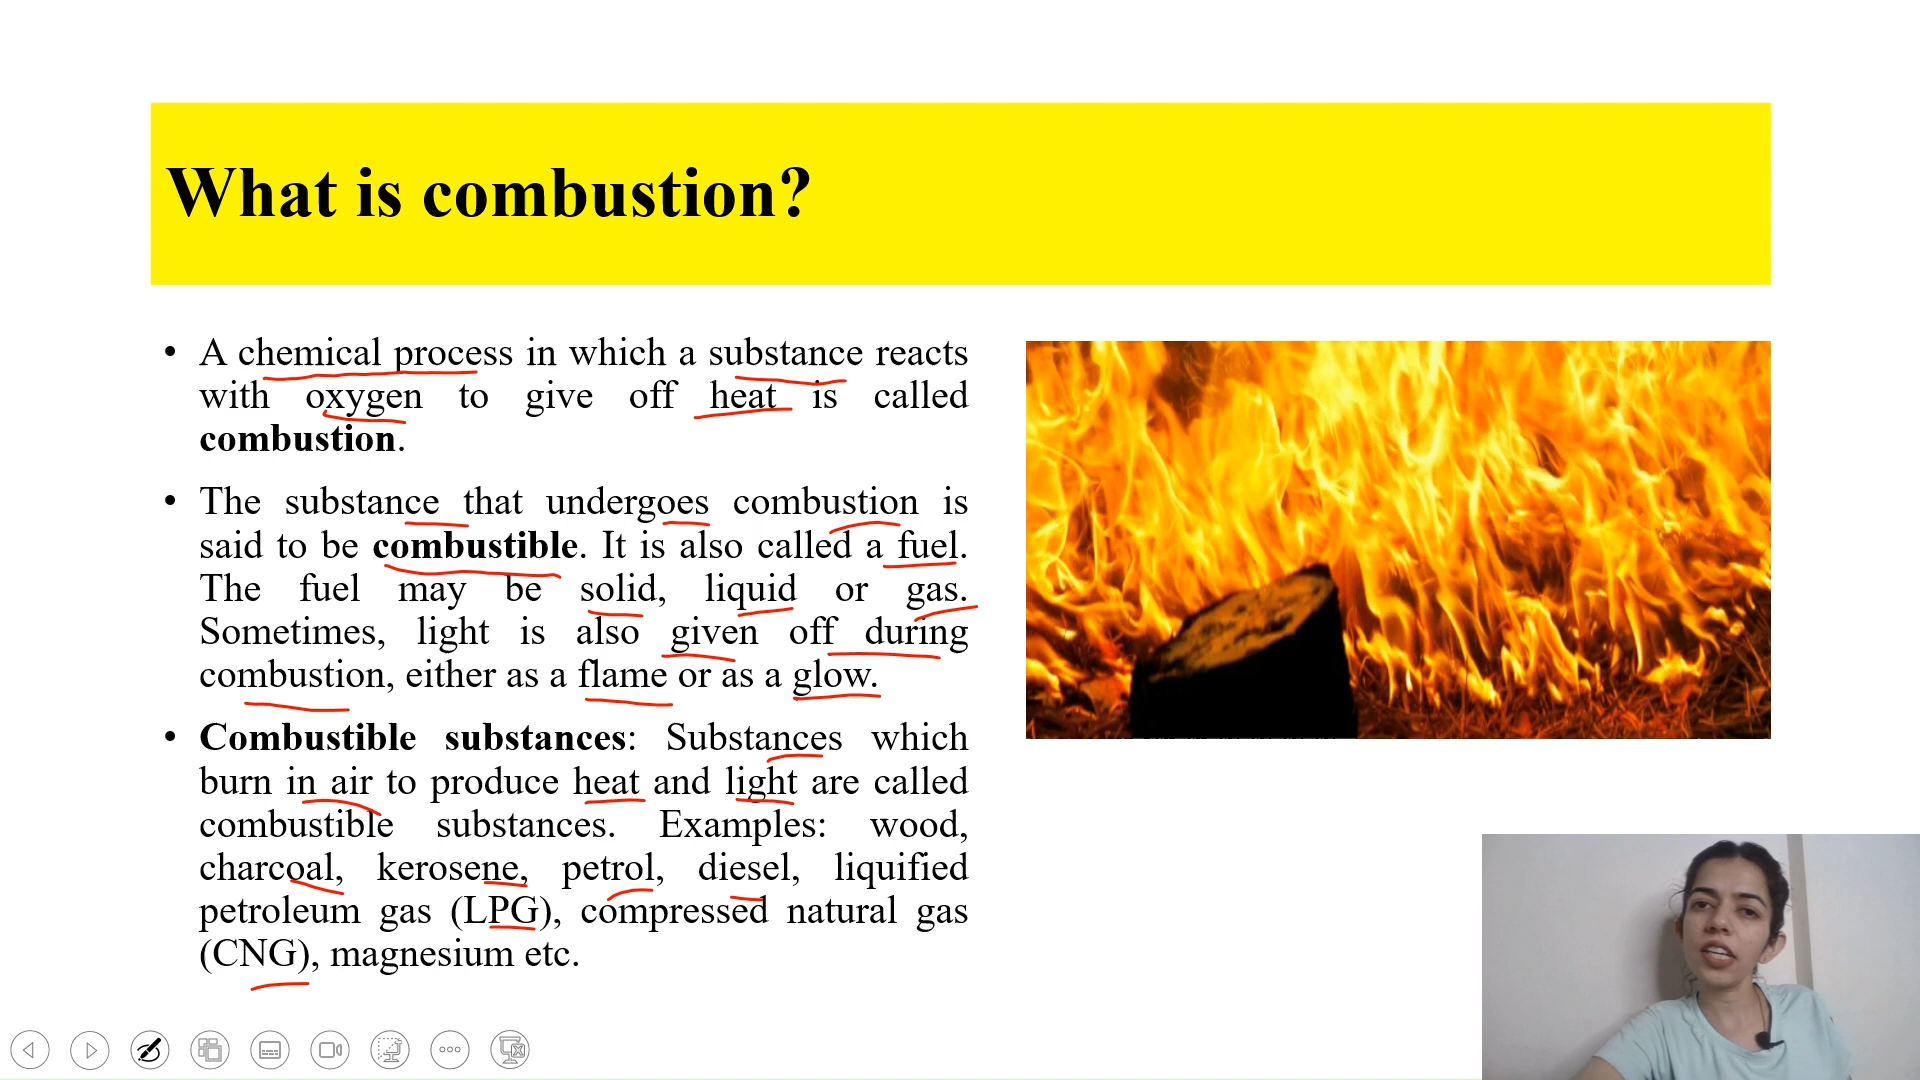 What is combustion?
• A chemical process in which a substance reacts
with oxygen to give off heat is called
combustion.
• The substance that undergoes combustion is
said to be combustible. It is also called a fuel.
The fuel may be solid, liquid or gas.
Sometimes, light is also given off during
combustion, either as a flame or as a glow.
• Combustible substances: Substances which
burn in air to produce heat and light are called
combustible substances. Examples: wood,
charcoal, kerosene, petrol, diesel, liquified
petroleum gas (LPG), compressed natural gas
(CNG), magnesium etc.